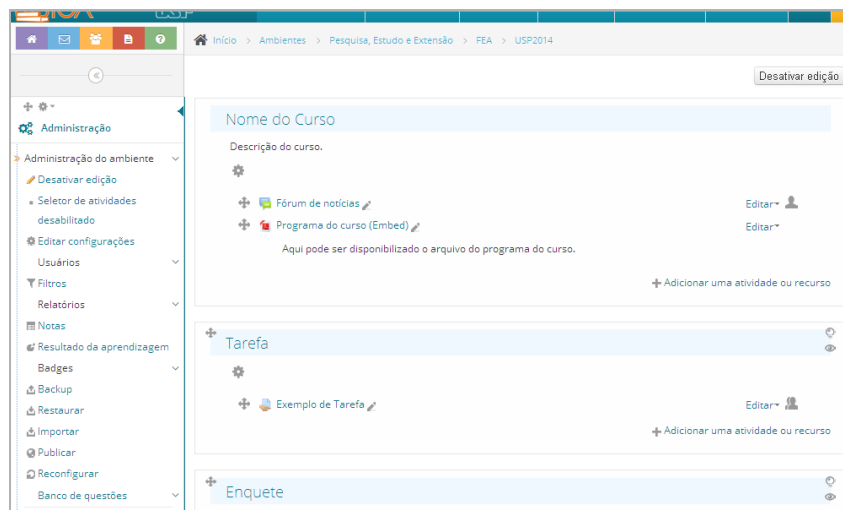 Início > Ambientes > Pesquisa, Estudo e Extensão > FEA > USP2014
Desativar edição
Administração
Administração do ambiente
Desativar edição
Seletor de atividades
desabilitado
Editar configurações
Usuários
Filtros
Relatórios
Notas
Resultado da aprendizagem
Badges
Backup
Restaurar
Importar
Publicar
Reconfigurar
Banco de questões
Nome do Curso
Descrição do curso.
Fórum de notícias Editar
Programa do curso (Embed) Editar
Aqui pode ser disponibilizado o arquivo do programa do curso.
Adicionar uma atividade ou recurso
Tarefa
Exemplo de Tarefa Editar
Adicionar uma atividade ou recurso
Enquete